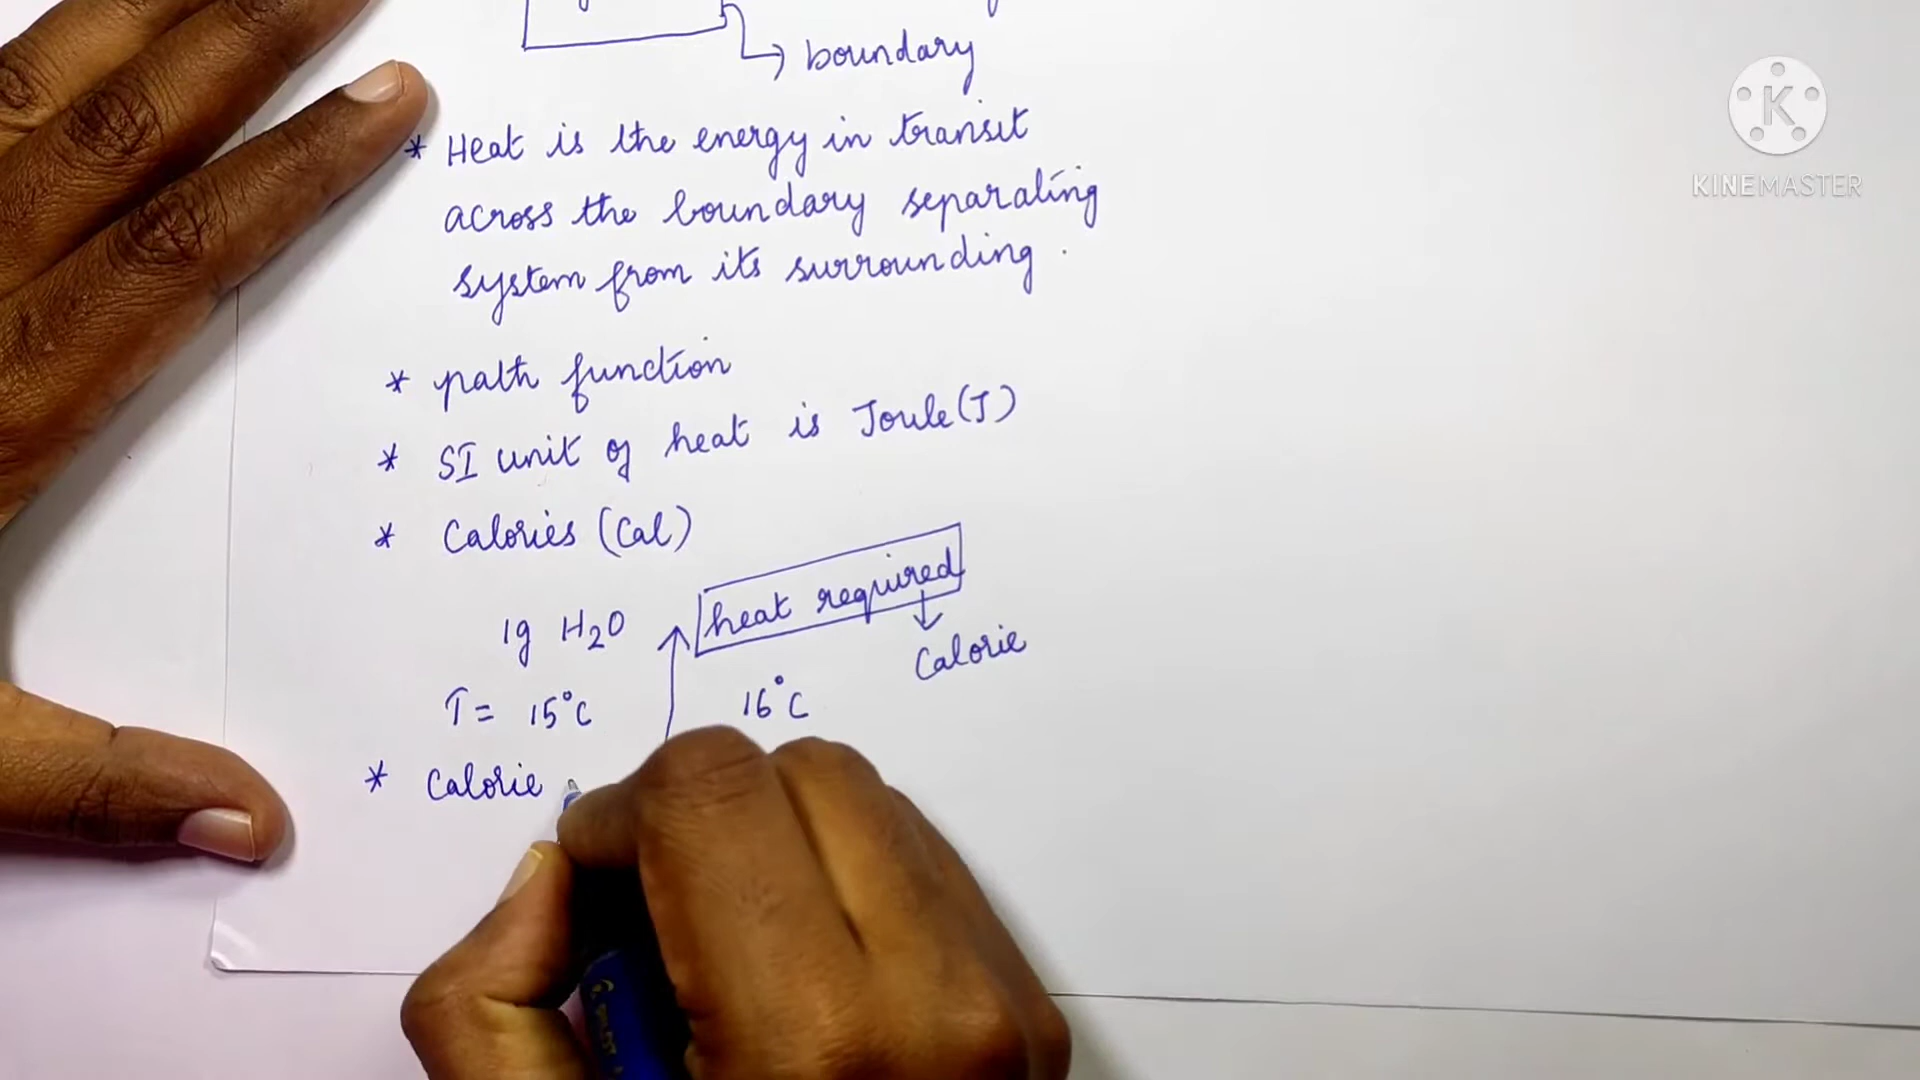 boundary
* Heat is the energy in transit
across the boundary separating
system from its surrounding.
* path function
* SI unit of heat is Joule (J)
* Calories (Cal)
heat required
1g H2O
Calorie
T = 15°C
16°C
* Calorie
K
KINEMASTER